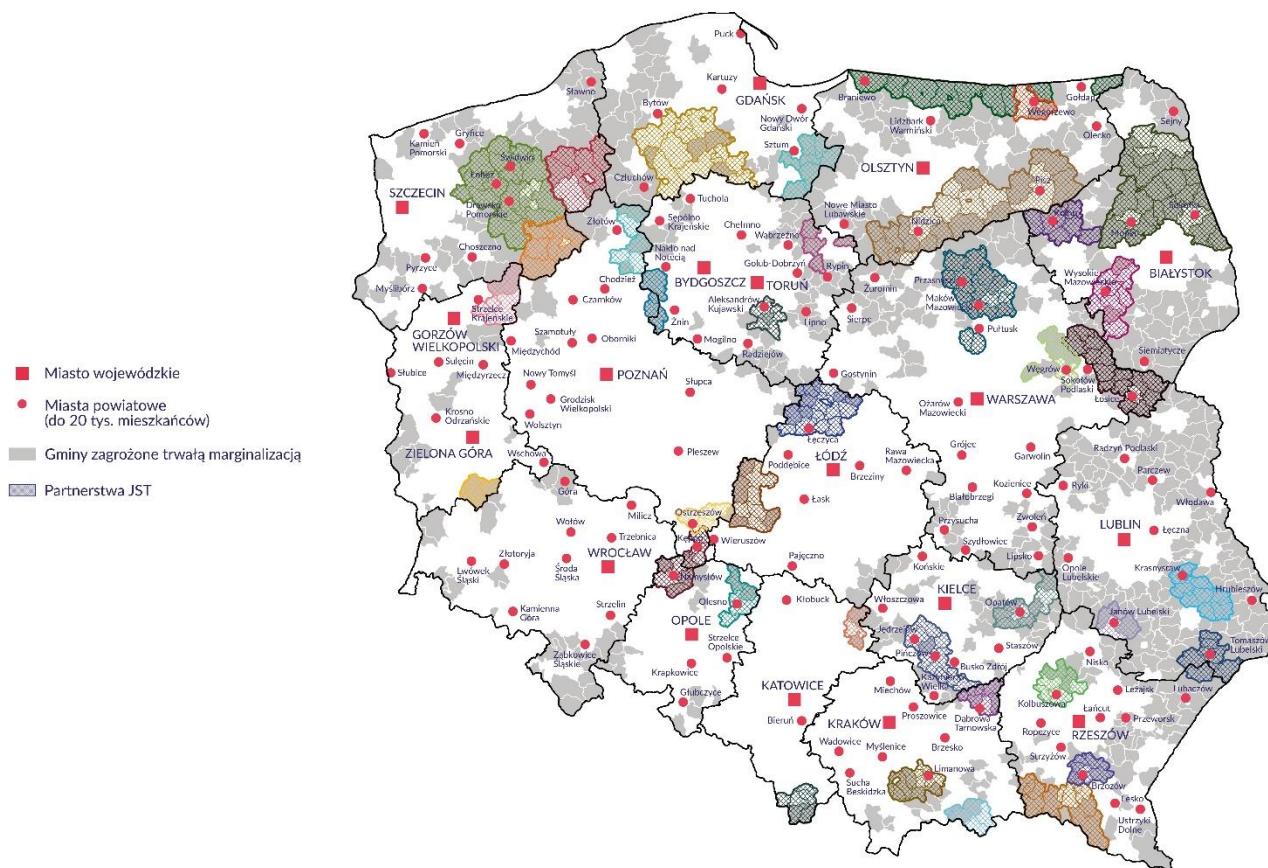 Puck
Kartuzy
GDAŃSK
Sławno
Bytów
Nowy Dwór
Gdański
Sztum
Człuchów
Braniewo
Lidzbark
Warmiński
Węgorzewo
Gołdap
Olecko
Sejny
OLSZTYN
Pisz
Nidzica
Nowe Miasto
Lubawskie
Kamień
Pomorski
Gryfice
Świdwin
Łobez
Drawsko
Pomorskie
SZCZECIN
Choszczno
Pyrzyce
Myślibórz
Złotów
Tuchola
Sępolno
Krajeńskie
Chełmno
Wąbrzeźno
Nakło nad
Notecią
Golub-Dobrzyń
Rypin
BYDGOSZCZ
TORUŃ
Aleksandrów
Kujawski
Lipno
Żnin
Mogilno
Radziejów
Chodzież
Czarnków
Szamotuły
Oborniki
Międzychód
Nowy Tomyśl
POZNAŃ
Grodzisk
Wielkopolski
Wolsztyn
Słupca
Pleszew
Ostrzeszów
Kępno
Strzelce
Krajeńskie
GORZÓW
WIELKOPOLSKI
Sulęcin
Międzyrzecz
Słubice
Krosno
Odrzańskie
ZIELONA GÓRA
Wschowa
Kolno
Mońki
Sokółka
BIAŁYSTOK
Wysokie
Mazowieckie
Siemiatycze
Żuromin
Przasnysz
Maków
Mazowiecki
Pułtusk
Sierpc
Gostynin
Węgrów
Sokołów
Podlaski
Łosice
Ożarów
Mazowiecki
WARSZAWA
Grójec
Garwolin
Białobrzegi
Kozienice
Przysucha
Zwoleń
Szydłowiec
Lipsko
Łęczyca
Poddębice
ŁÓDŹ
Brzeziny
Rawa
Mazowiecka
Łask
Wieruszów
Pajęczno
Radzyń Podlaski
Parczew
Ryki
Włodawa
LUBLIN
Łęczna
Opole
Lubelskie
Krasnystaw
Hrubieszów
Janów Lubelski
Tomaszów
Lubelski
Góra
Milicz
Wołów
Trzebnica
WROCŁAW
Złotoryja
Lwówek
Śląski
Środa
Śląska
Kamienna
Góra
Strzelin
Ząbkowice
Śląskie
Namysłów
Olesno
OPOLE
Strzelce
Opolskie
Krapkowice
Głubczyce
Kłobuck
KATOWICE
Bieruń
Końskie
Włoszczowa
KIELCE
Opatów
Jędrzejów
Pińczów
Staszów
Busko Zdrój
Kazimierza
Wielka
Miechów
Proszowice
Dąbrowa
Tarnowska
KRAKÓW
Wadowice
Myślenice
Brzesko
Sucha
Beskidzka
Limanowa
Nisko
Kolbuszowa
Leżajsk
Lubaczów
Łańcut
Przeworsk
Ropczyce
RZESZÓW
Strzyżów
Brzozów
Lesko
Ustrzyki
Dolne
Miasto wojewódzkie
Miasta powiatowe
(do 20 tys. mieszkańców)
Gminy zagrożone trwałą marginalizacją
Partnerstwa JST